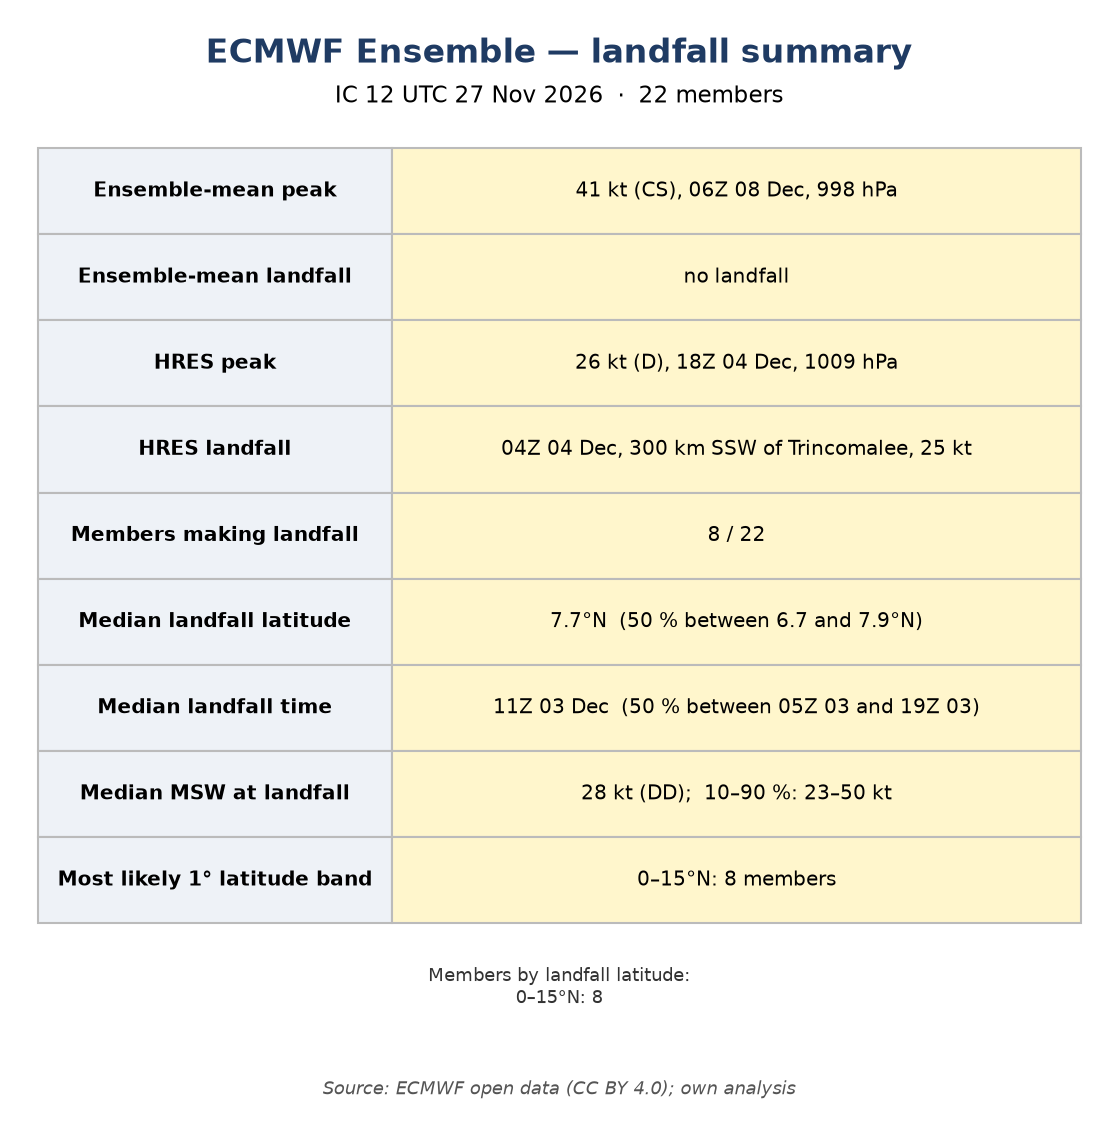 ECMWF Ensemble — landfall summary
IC 12 UTC 27 Nov 2026 · 22 members
Ensemble-mean peak 41 kt (CS), 06Z 08 Dec, 998 hPa
Ensemble-mean landfall no landfall
HRES peak 26 kt (D), 18Z 04 Dec, 1009 hPa
HRES landfall 04Z 04 Dec, 300 km SSW of Trincomalee, 25 kt
Members making landfall 8 / 22
Median landfall latitude 7.7°N (50 % between 6.7 and 7.9°N)
Median landfall time 11Z 03 Dec (50 % between 05Z 03 and 19Z 03)
Median MSW at landfall 28 kt (DD); 10–90 %: 23–50 kt
Most likely 1° latitude band 0–15°N: 8 members
Members by landfall latitude:
0–15°N: 8
Source: ECMWF open data (CC BY 4.0); own analysis